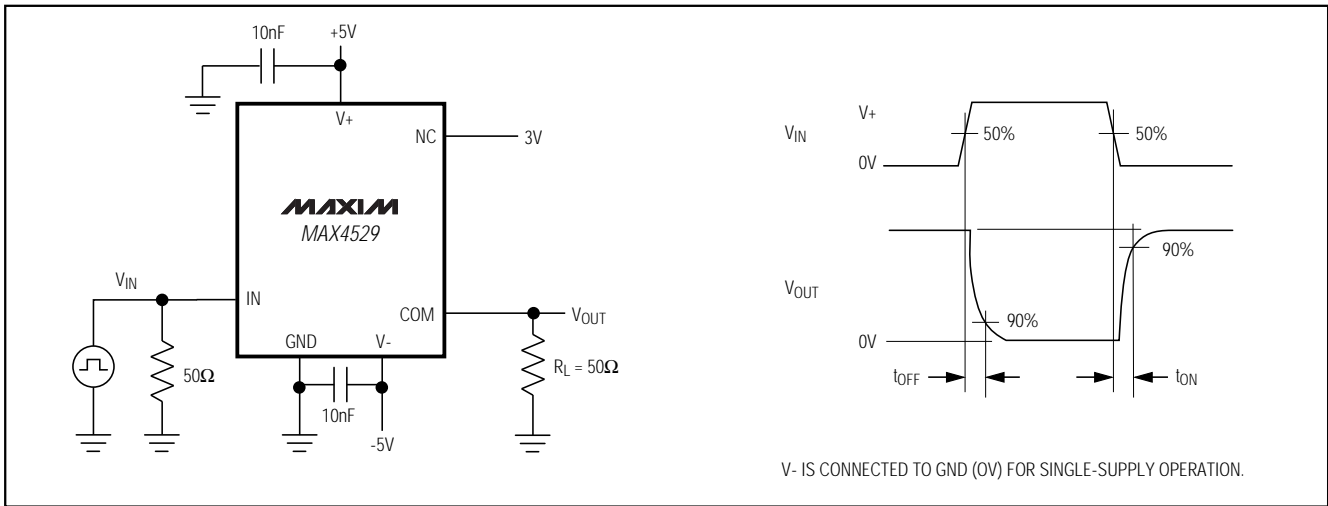 10nF
+5V
V+
NC
3V
MAXIM
MAX4529
VIN
IN
COM
VOUT
GND
V-
50Ω
RL = 50Ω
10nF
-5V
V+
VIN
50%
50%
0V
90%
VOUT
90%
0V
tOFF
tON
V- IS CONNECTED TO GND (0V) FOR SINGLE-SUPPLY OPERATION.